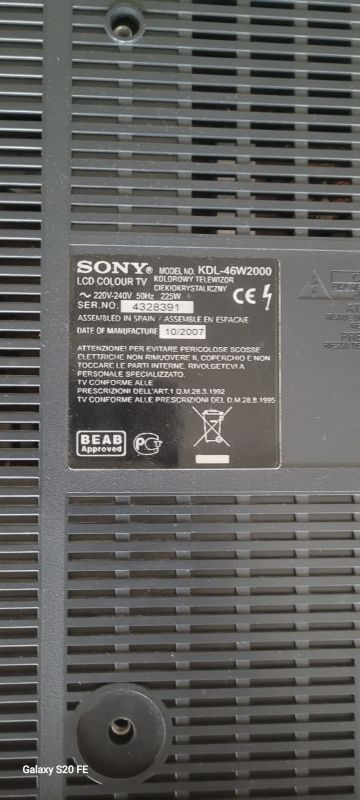 SONY® MODEL NO. KDL-46W2000
LCD COLOUR TV KOLOROWY TELEWIZOR
CIEKŁOKRYSTALICZNY
~ 220V-240V 50Hz 225W
SER.NO. 4328391
ASSEMBLED IN SPAIN / ASSEMBLE EN ESPAGNE
DATE OF MANUFACTURE 10/2007
CE
ATTENZIONE! PER EVITARE PERICOLOSE SCOSSE
ELETTRICHE NON RIMUOVERE IL COPERCHIO E NON
TOCCARE LE PARTI INTERNE. RIVOLGETEVI A
PERSONALE SPECIALIZZATO.
TV CONFORME ALLE
PRESCRIZIONI DELL'ART.1 D.M.26.3.1992
TV CONFORME ALLE PRESCRIZIONI DEL D.M.28.8.1995
BEAB
Approved
Galaxy S20 FE